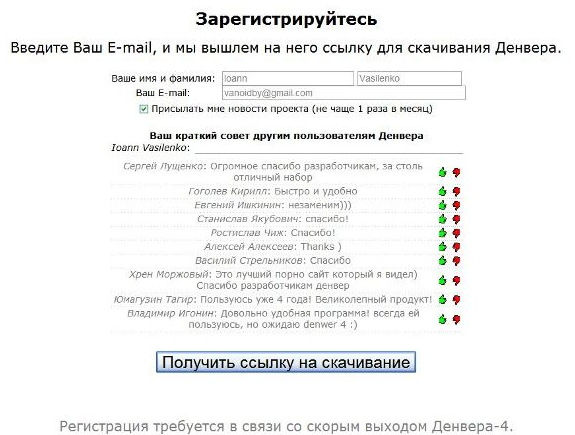 Зарегистрируйтесь
Введите Ваш E-mail, и мы вышлем на него ссылку для скачивания Денвера.
Ваше имя и фамилия: Ioann Vasilenko
Ваш E-mail: vanoidby@gmail.com
Присылать мне новости проекта (не чаще 1 раза в месяц)
Ваш краткий совет другим пользователям Денвера
Ioann Vasilenko:
Сергей Лущенко: Огромное спасибо разработчикам, за столь
отличный набор
Гоголев Кирилл: Быстро и удобно
Евгений Ишкинин: незаменим)))
Станислав Якубович: спасибо!
Ростислав Чиж: Спасибо!
Алексей Алексеев: Thanks )
Василий Стрельников: Спасибо
Хрен Моржовый: Это лучший порно сайт который я видел)
Спасибо разработчикам денвер
Юмагузин Тагир: Пользуюсь уже 4 года! Великолепный продукт!
Владимир Игонин: Довольно удобная программа! всегда ей
пользуюсь, но ожидаю denwer 4 :)
Получить ссылку на скачивание
Регистрация требуется в связи со скорым выходом Денвера-4.